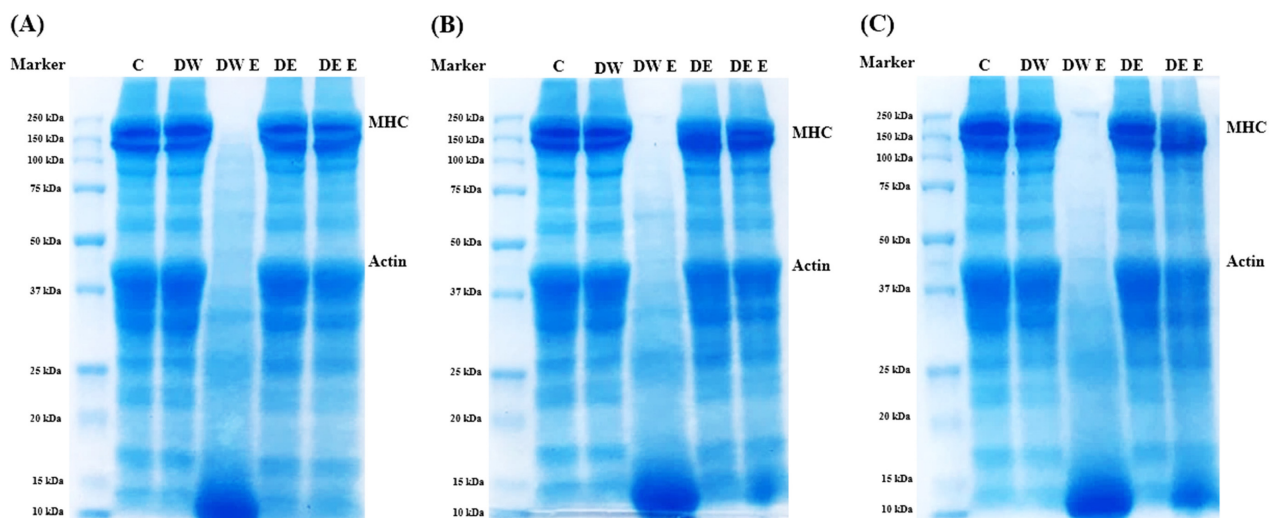 (A)
Marker C DW DW E DE DE E
250 kDa
150 kDa
100 kDa
75 kDa
50 kDa
37 kDa
25 kDa
20 kDa
15 kDa
10 kDa
MHC
Actin
(B)
Marker C DW DW E DE DE E
250 kDa
150 kDa
100 kDa
75 kDa
50 kDa
37 kDa
25 kDa
20 kDa
15 kDa
10 kDa
MHC
Actin
(C)
Marker C DW DW E DE DE E
250 kDa
150 kDa
100 kDa
75 kDa
50 kDa
37 kDa
25 kDa
20 kDa
15 kDa
10 kDa
MHC
Actin